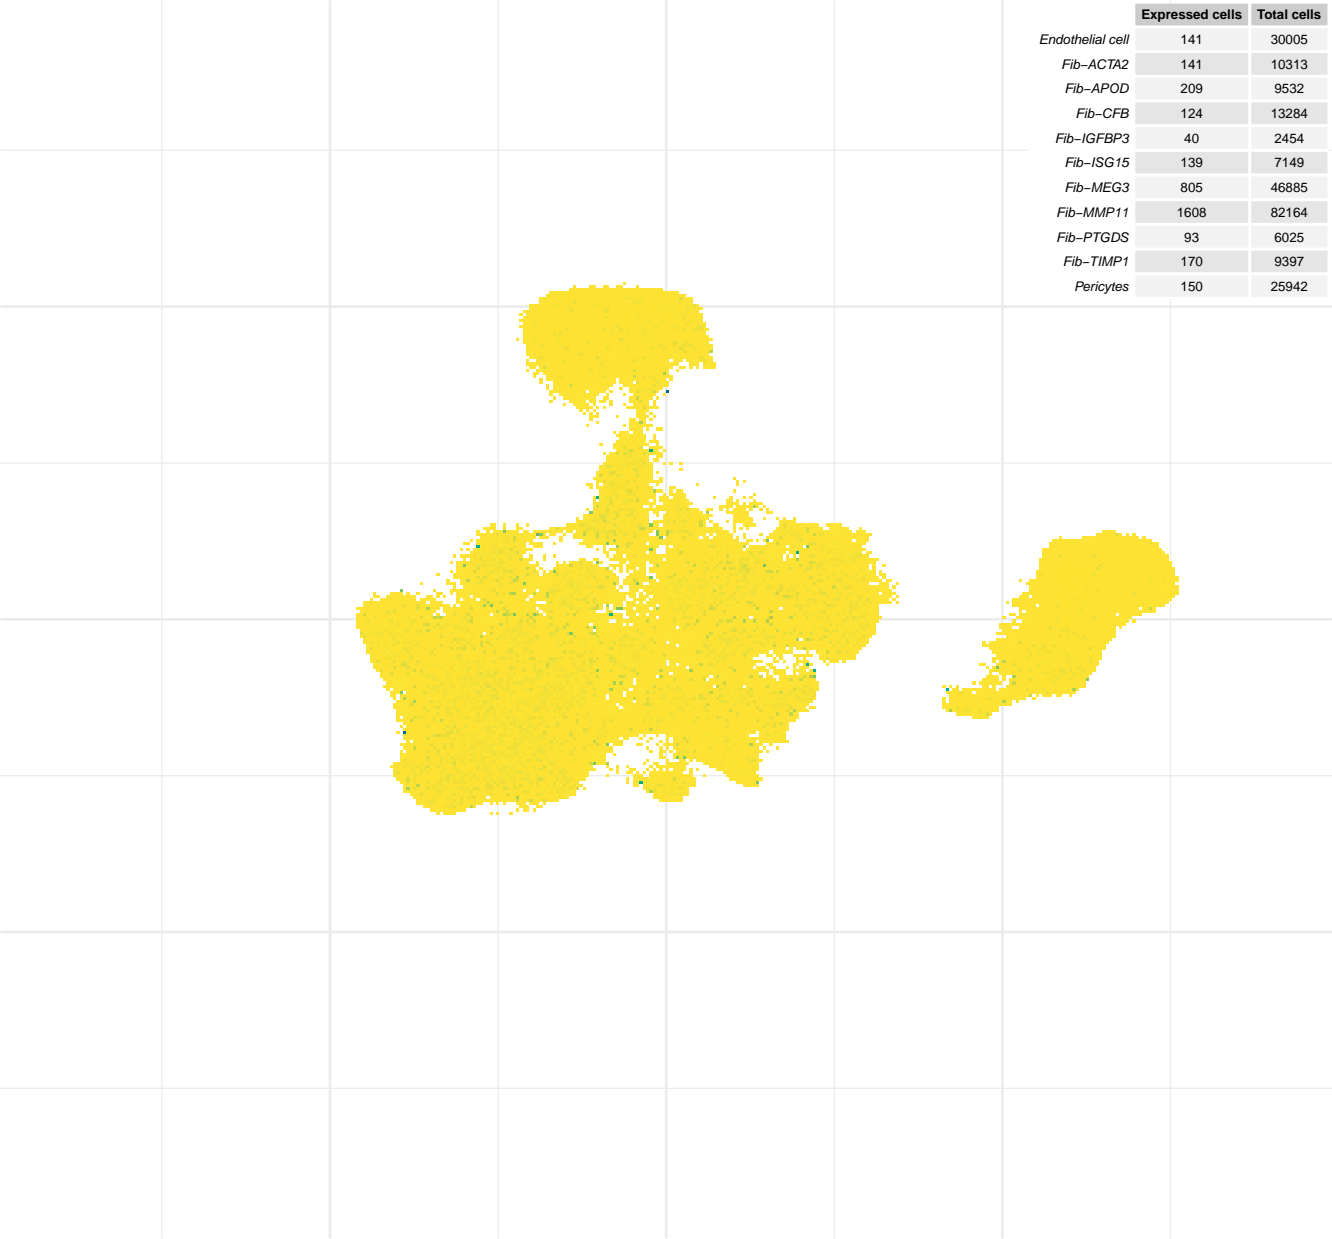 Expressed cells Total cells
Endothelial cell 141 30005
Fib−ACTA2 141 10313
Fib−APOD 209 9532
Fib−CFB 124 13284
Fib−IGFBP3 40 2454
Fib−ISG15 139 7149
Fib−MEG3 805 46885
Fib−MMP11 1608 82164
Fib−PTGDS 93 6025
Fib−TIMP1 170 9397
Pericytes 150 25942